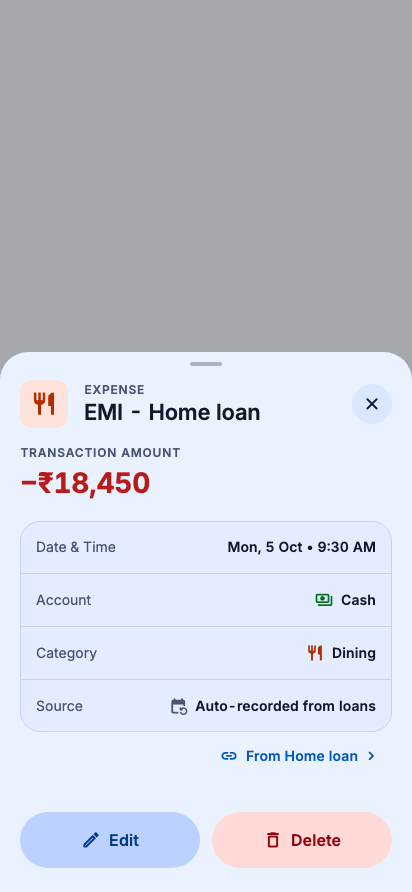 EXPENSE
EMI - Home loan
TRANSACTION AMOUNT
−₹18,450
Date & Time Mon, 5 Oct • 9:30 AM
Account Cash
Category Dining
Source Auto-recorded from loans
From Home loan
Edit Delete